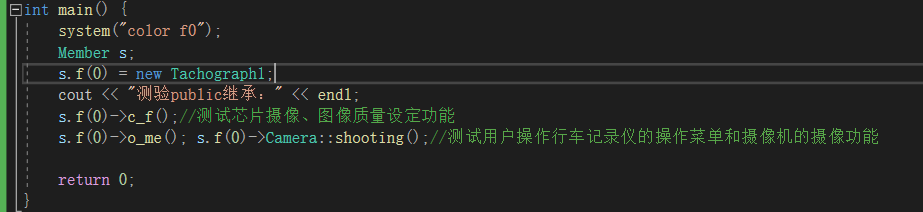 int main() {
system("color f0");
Member s;
s.f(0) = new Tachograph1;
cout << "测验public继承：" << endl;
s.f(0)->c_f();//测试芯片摄像、图像质量设定功能
s.f(0)->o_me(); s.f(0)->Camera::shooting();//测试用户操作行车记录仪的操作菜单和摄像机的摄像功能
return 0;
}